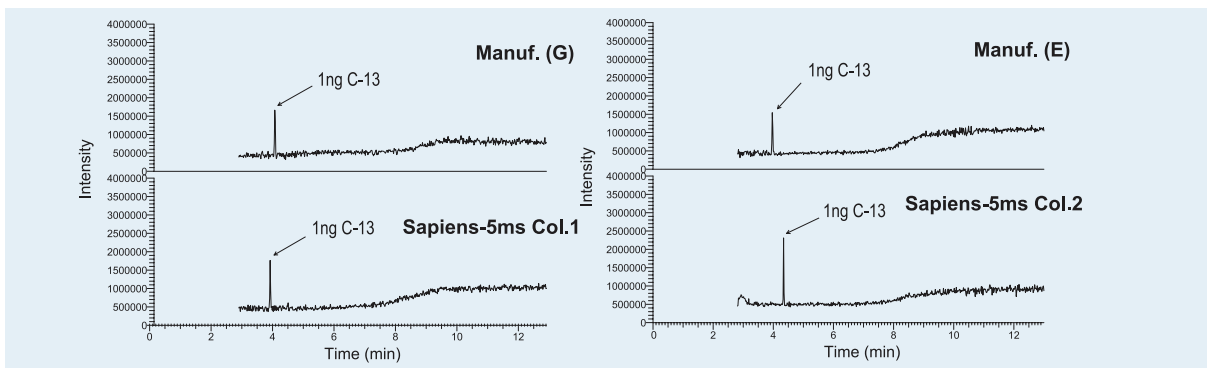 4000000
3500000
3000000
2500000
2000000
1500000
1000000
500000
0
Manuf. (G)
1ng C-13
4000000
3500000
3000000
2500000
2000000
1500000
1000000
500000
0
Sapiens-5ms Col.1
1ng C-13
Intensity
0 2 4 6 8 10 12
Time (min)
4000000
3500000
3000000
2500000
2000000
1500000
1000000
500000
0
Manuf. (E)
1ng C-13
4000000
3500000
3000000
2500000
2000000
1500000
1000000
500000
0
Sapiens-5ms Col.2
1ng C-13
Intensity
0 2 4 6 8 10 12
Time (min)